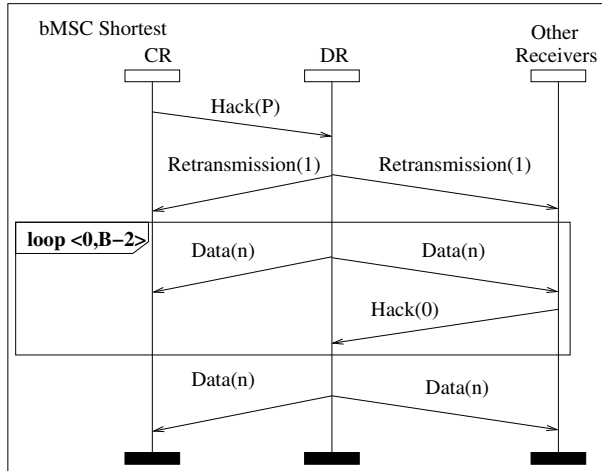 bMSC Shortest
CR
DR
Other
Receivers
Hack(P)
Retransmission(1)
Retransmission(1)
loop <0,B−2>
Data(n)
Data(n)
Hack(0)
Data(n)
Data(n)